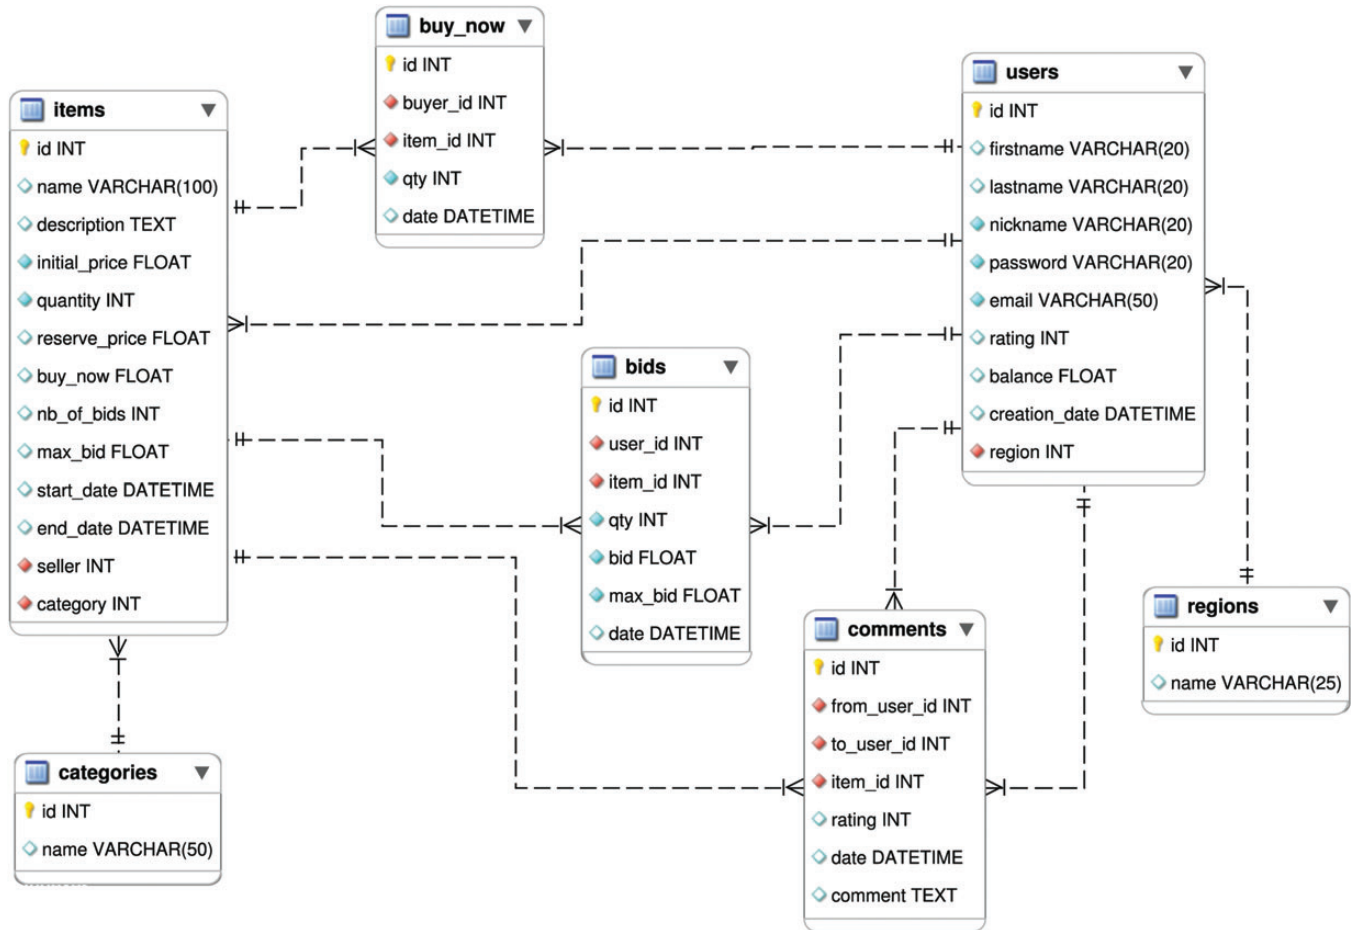 buy_now
id INT
buyer_id INT
item_id INT
qty INT
date DATETIME
users
id INT
firstname VARCHAR(20)
lastname VARCHAR(20)
nickname VARCHAR(20)
password VARCHAR(20)
email VARCHAR(50)
rating INT
balance FLOAT
creation_date DATETIME
region INT
items
id INT
name VARCHAR(100)
description TEXT
initial_price FLOAT
quantity INT
reserve_price FLOAT
buy_now FLOAT
nb_of_bids INT
max_bid FLOAT
start_date DATETIME
end_date DATETIME
seller INT
category INT
bids
id INT
user_id INT
item_id INT
qty INT
bid FLOAT
max_bid FLOAT
date DATETIME
comments
id INT
from_user_id INT
to_user_id INT
item_id INT
rating INT
date DATETIME
comment TEXT
regions
id INT
name VARCHAR(25)
categories
id INT
name VARCHAR(50)